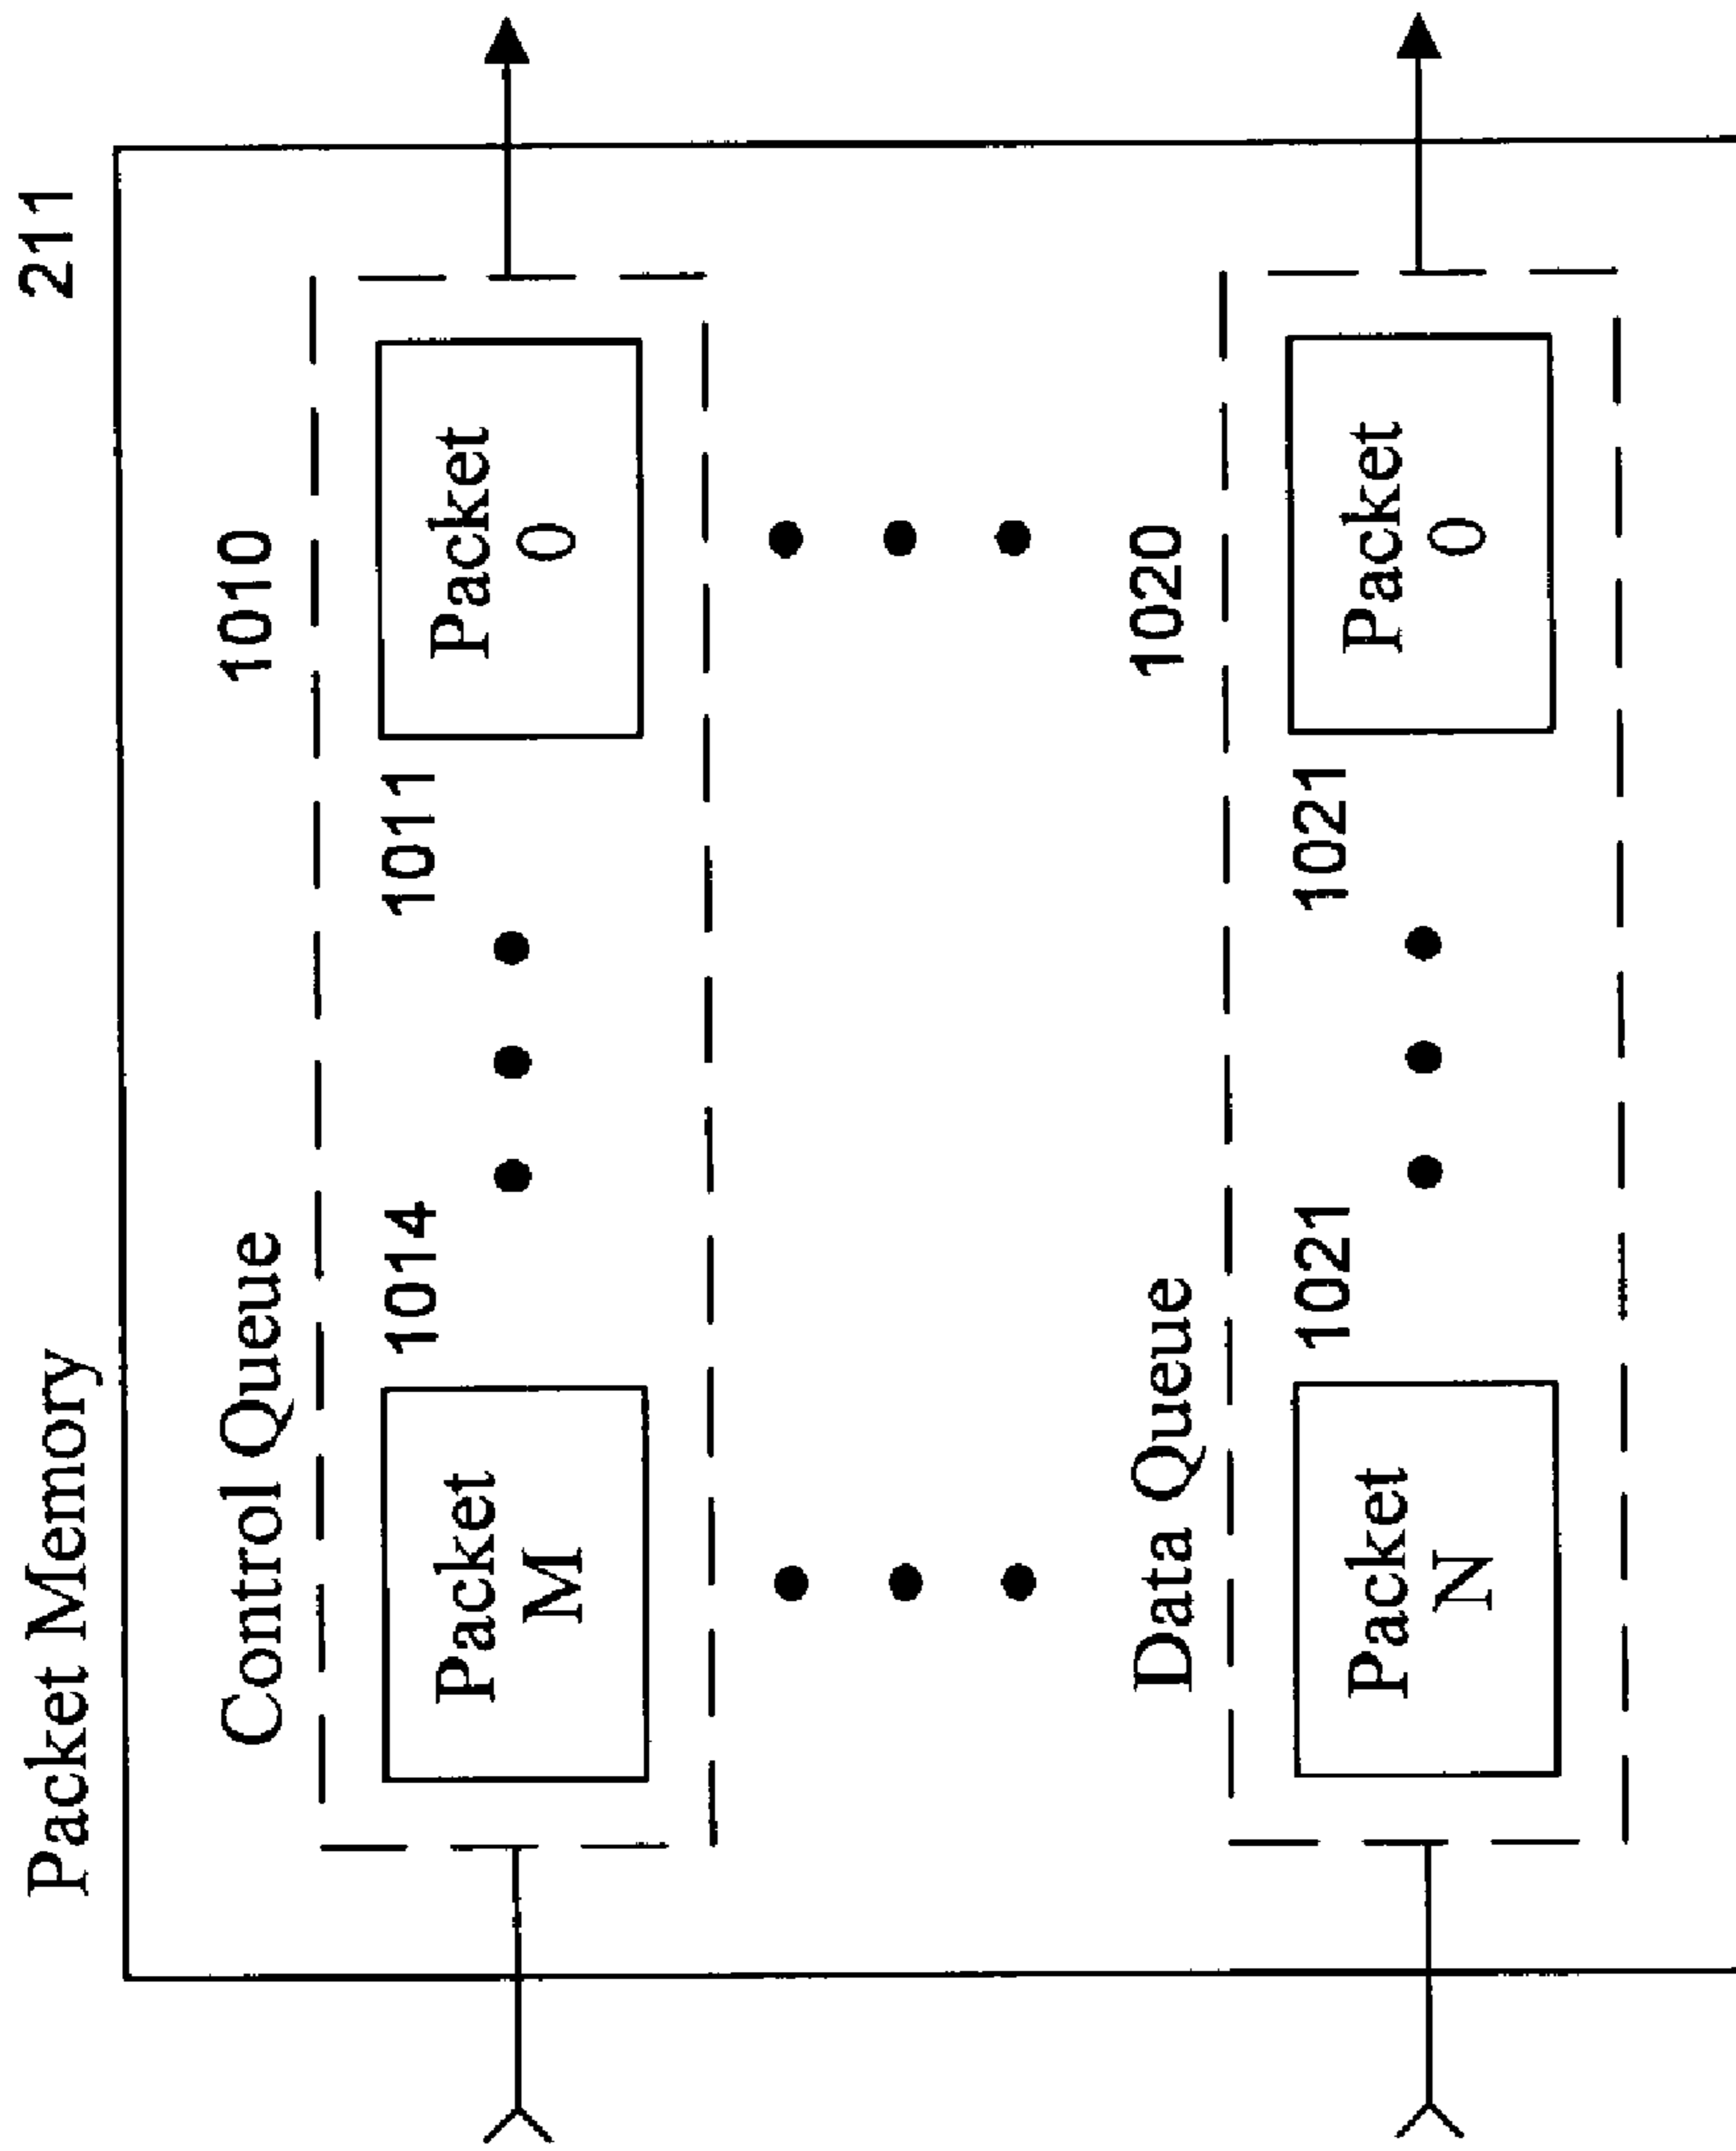 Packet Memory 211
Control Queue 1010
Packet
M
1014
1011
Packet
0
Data Queue 1020
Packet
N
1021
1021
Packet
0